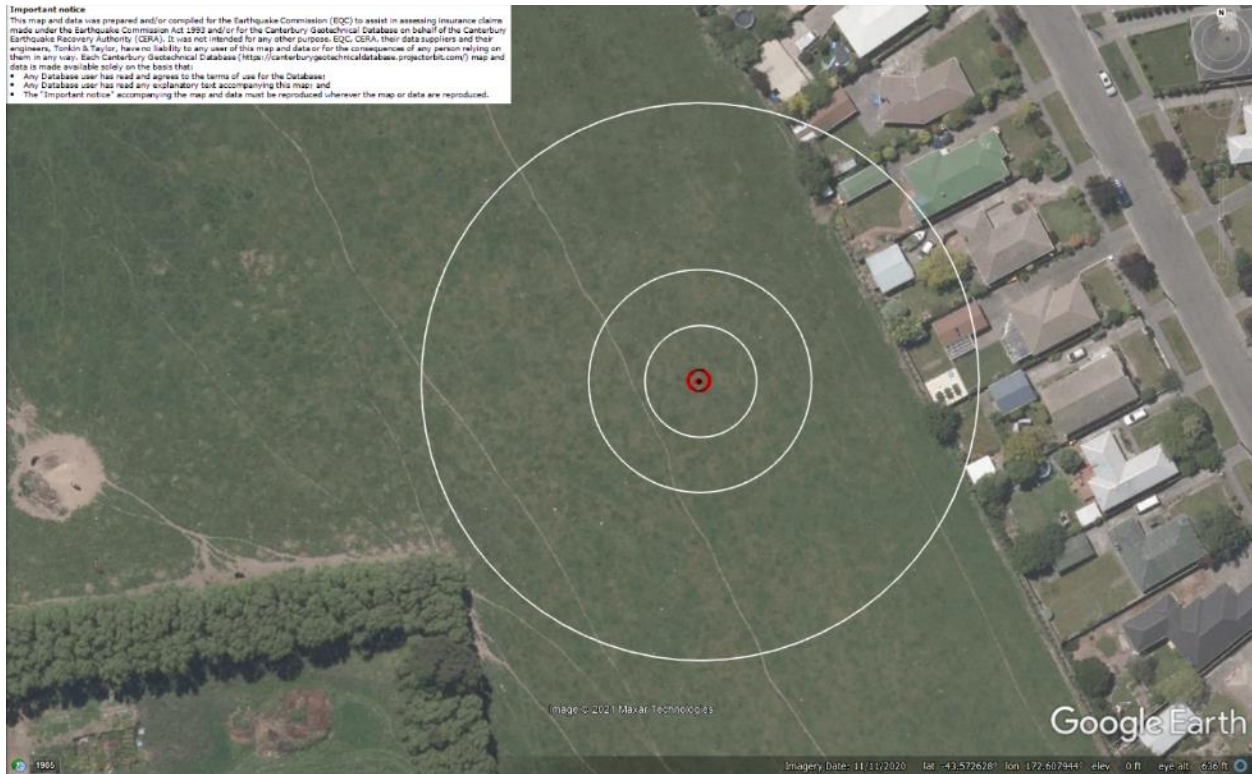 Important notice
This map and data was prepared and/or compiled for the Earthquake Commission (EQC) to assist in assessing insurance claims
made under the Earthquake Commission Act 1993 and/or for the Canterbury Geotechnical Database on behalf of the Canterbury
Earthquake Recovery Authority (CERA). It was not intended for any other purpose. EQC, CERA, their data suppliers and their
engineers, Tonkin & Taylor, have no liability to any user of this map and data or for the consequences of any person relying on
them in any way. Each Canterbury Geotechnical Database (https://canterburygeotechnicaldatabase.projectorbit.com/) map and
data is made available solely on the basis that:
• Any Database user has read and agrees to the terms of use for the Database;
• Any Database user has read any explanatory text accompanying this map; and
• The "Important notice" accompanying the map and data must be reproduced wherever the map or data are reproduced.
N
Image © 2021 Maxar Technologies
Google Earth
1985
Imagery Date: 11/11/2020 lat -43.572628° lon 172.607944° elev 0 ft eye alt 636 ft